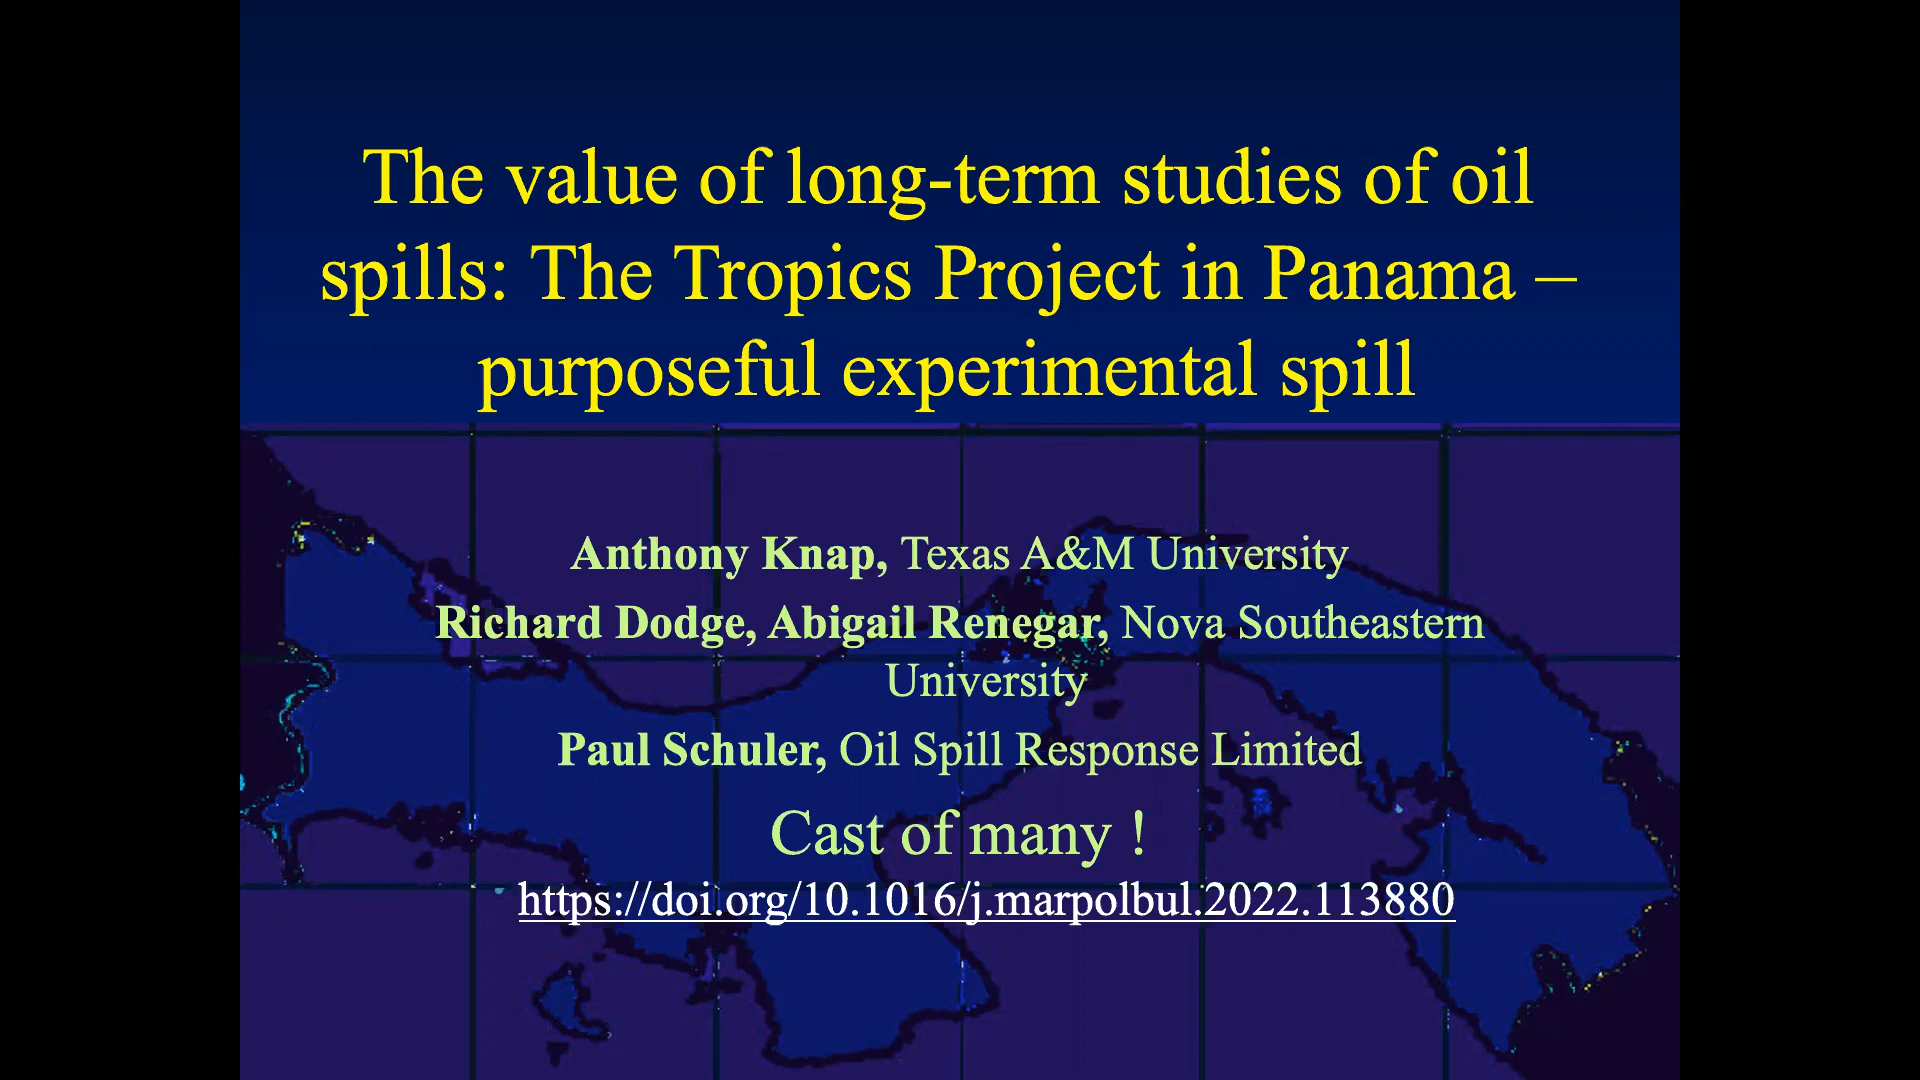 The value of long-term studies of oil
spills: The Tropics Project in Panama –
purposeful experimental spill
Anthony Knap, Texas A&M University
Richard Dodge, Abigail Renegar, Nova Southeastern
University
Paul Schuler, Oil Spill Response Limited
Cast of many !
https://doi.org/10.1016/j.marpolbul.2022.113880